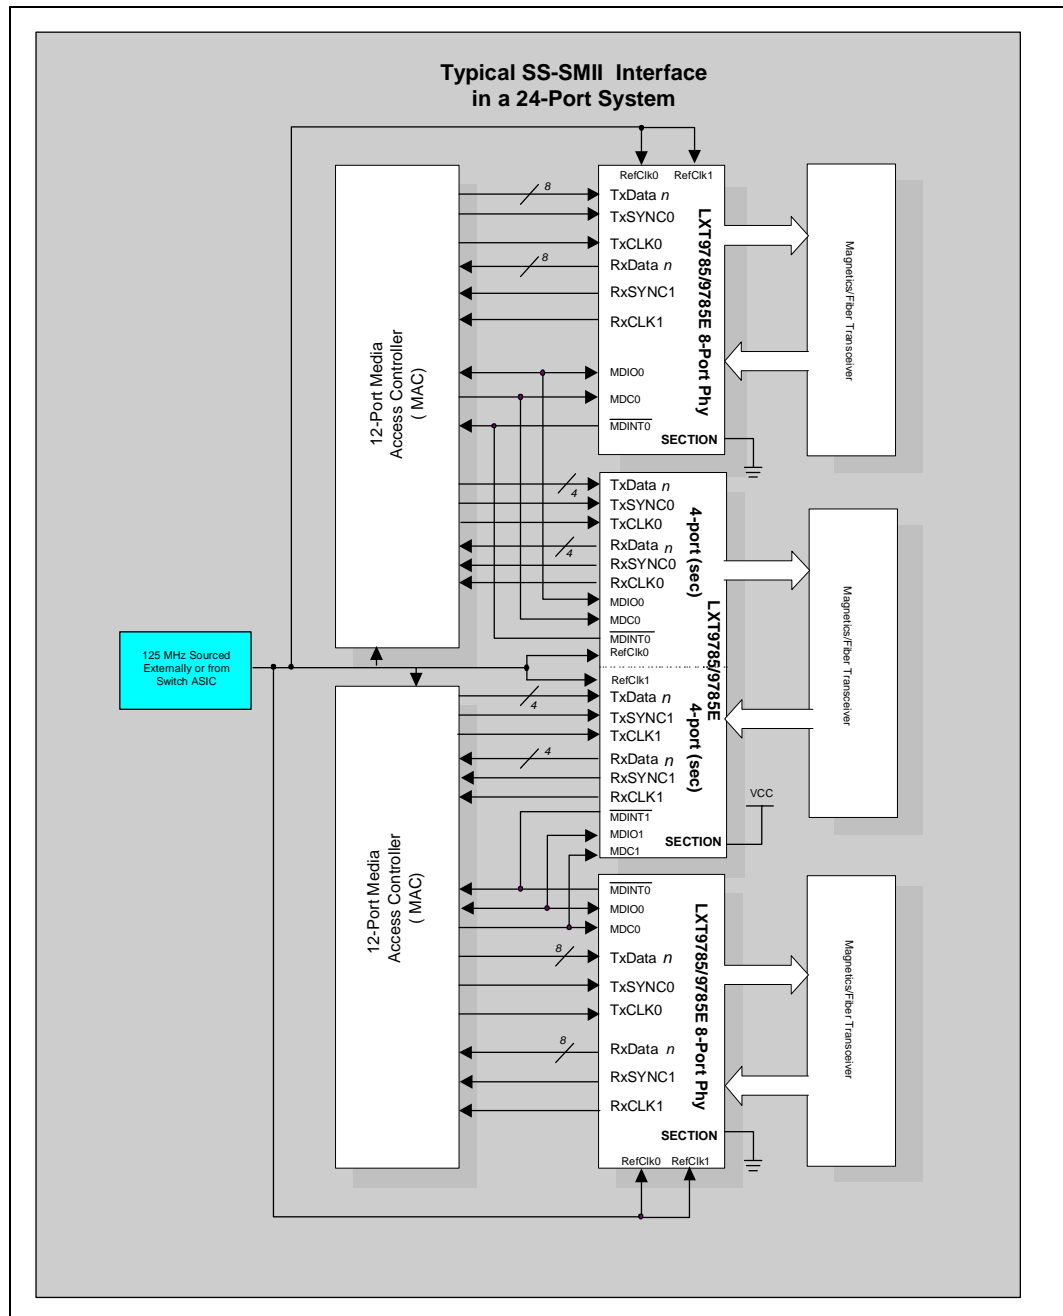 Typical SS-SMII Interface
in a 24-Port System
RefClk0 RefClk1
8
TxData n
TxSYNC0
TxCLK0
8
RxData n
RxSYNC1
RxCLK1
MDIO0
MDC0
MDINT0
SECTION
LXT9785/9785E 8-Port Phy
Magnetics/Fiber Transceiver
12-Port Media
Access Controller
( MAC)
4
TxData n
TxSYNC0
TxCLK0
4
RxData n
RxSYNC0
RxCLK0
MDIO0
MDC0
MDINT0
RefClk0
4-port (sec)
LXT9785/9785E
Magnetics/Fiber Transceiver
125 MHz Sourced
Externally or from
Switch ASIC
RefClk1
4
TxData n
TxSYNC1
TxCLK1
4
RxData n
RxSYNC1
RxCLK1
MDINT1
MDIO1
MDC1
4-port (sec)
SECTION
VCC
12-Port Media
Access Controller
( MAC)
MDINT0
MDIO0
MDC0
8
TxData n
TxSYNC0
TxCLK0
8
RxData n
RxSYNC1
RxCLK1
SECTION
LXT9785/9785E 8-Port Phy
Magnetics/Fiber Transceiver
RefClk0 RefClk1